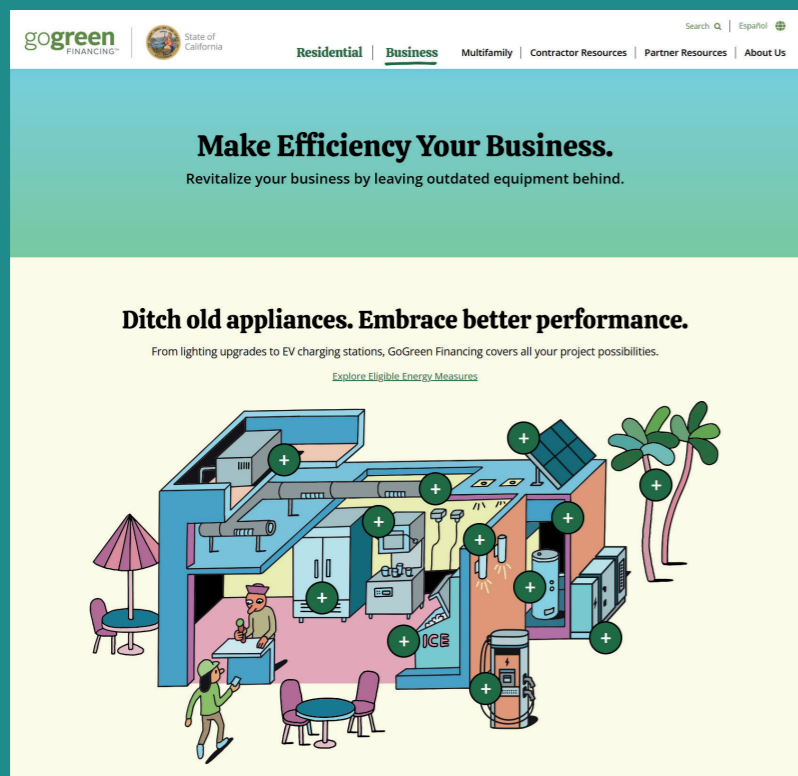 gogreen
FINANCING™
State of
California
Search
Español
Residential
Business
Multifamily
Contractor Resources
Partner Resources
About Us
Make Efficiency Your Business.
Revitalize your business by leaving outdated equipment behind.
Ditch old appliances. Embrace better performance.
From lighting upgrades to EV charging stations, GoGreen Financing covers all your project possibilities.
Explore Eligible Energy Measures
ICE